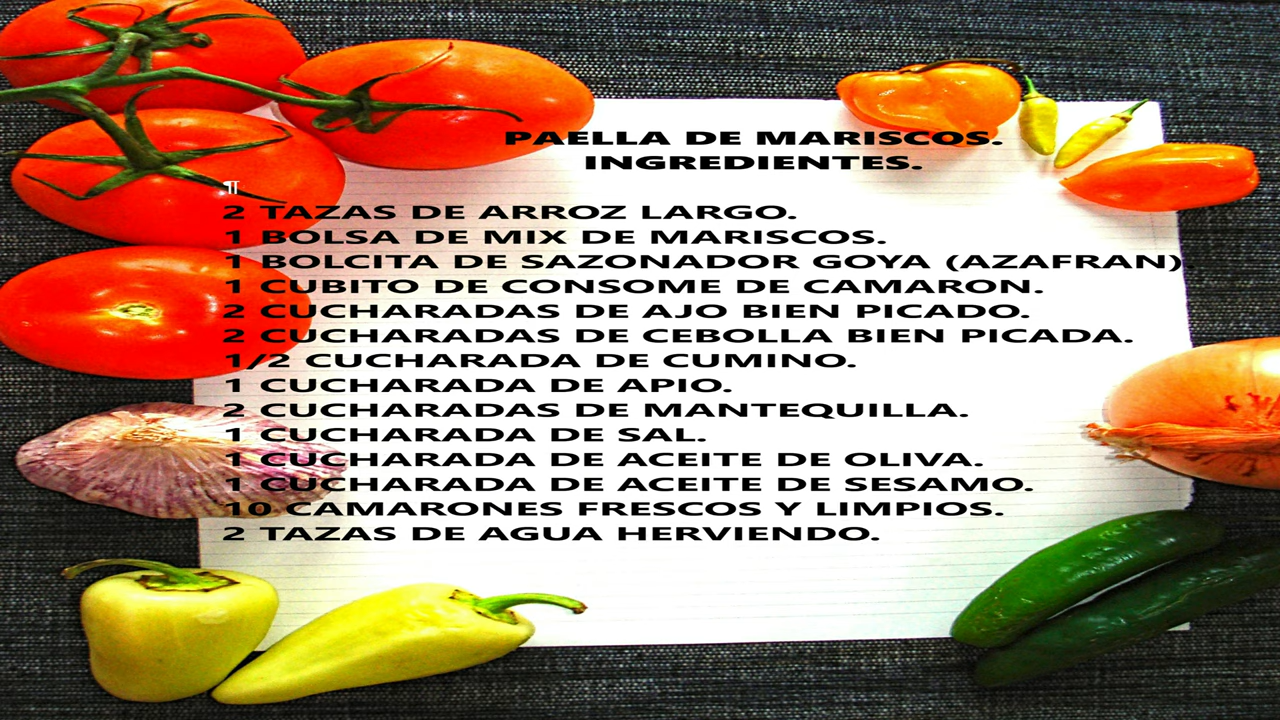 PAELLA DE MARISCOS.
INGREDIENTES.
¶
2 TAZAS DE ARROZ LARGO.
1 BOLSA DE MIX DE MARISCOS.
1 BOLCITA DE SAZONADOR GOYA (AZAFRAN)
1 CUBITO DE CONSOME DE CAMARON.
2 CUCHARADAS DE AJO BIEN PICADO.
2 CUCHARADAS DE CEBOLLA BIEN PICADA.
1/2 CUCHARADA DE CUMINO.
1 CUCHARADA DE APIO.
2 CUCHARADAS DE MANTEQUILLA.
1 CUCHARADA DE SAL.
1 CUCHARADA DE ACEITE DE OLIVA.
1 CUCHARADA DE ACEITE DE SESAMO.
10 CAMARONES FRESCOS Y LIMPIOS.
2 TAZAS DE AGUA HERVIENDO.